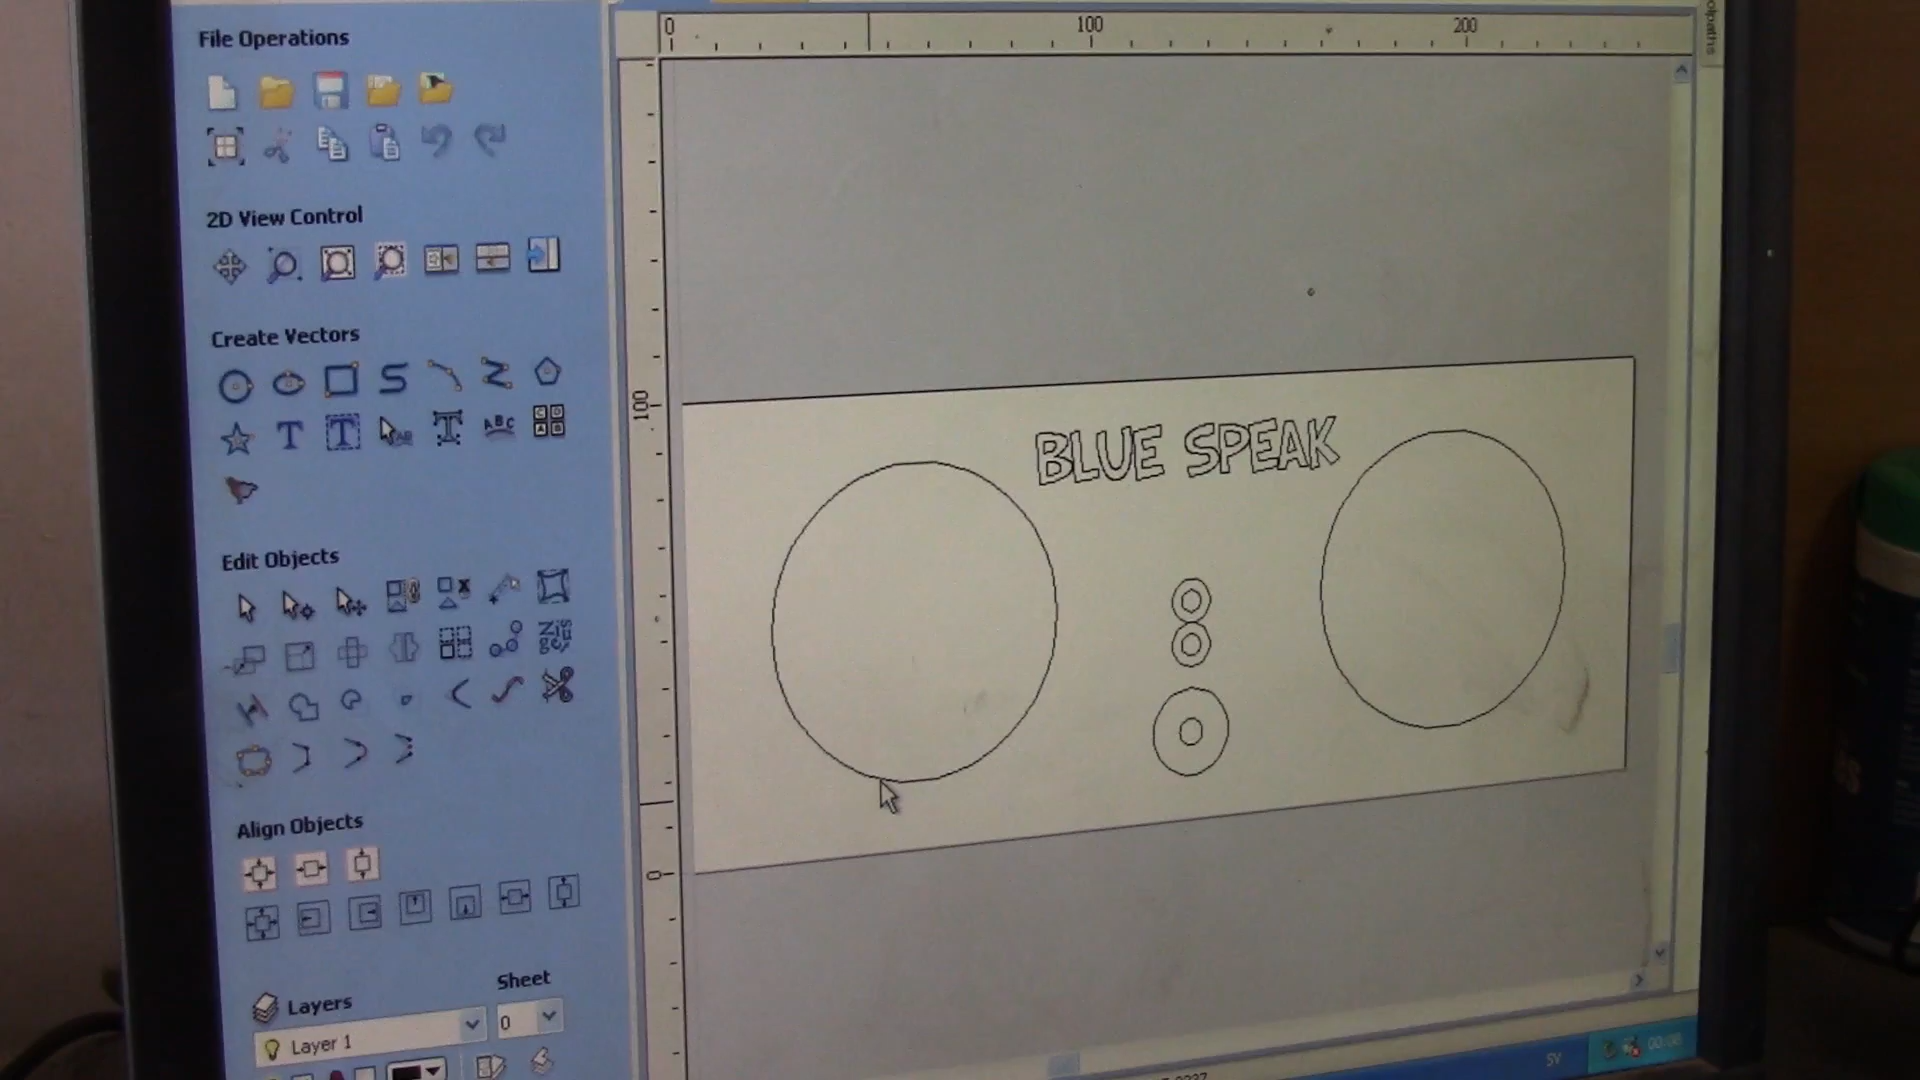 0 100 200
File Operations
2D View Control
100
Create Vectors
BLUE SPEAK
Edit Objects
Align Objects
0
Sheet
Layers
0
Layer 1
SV